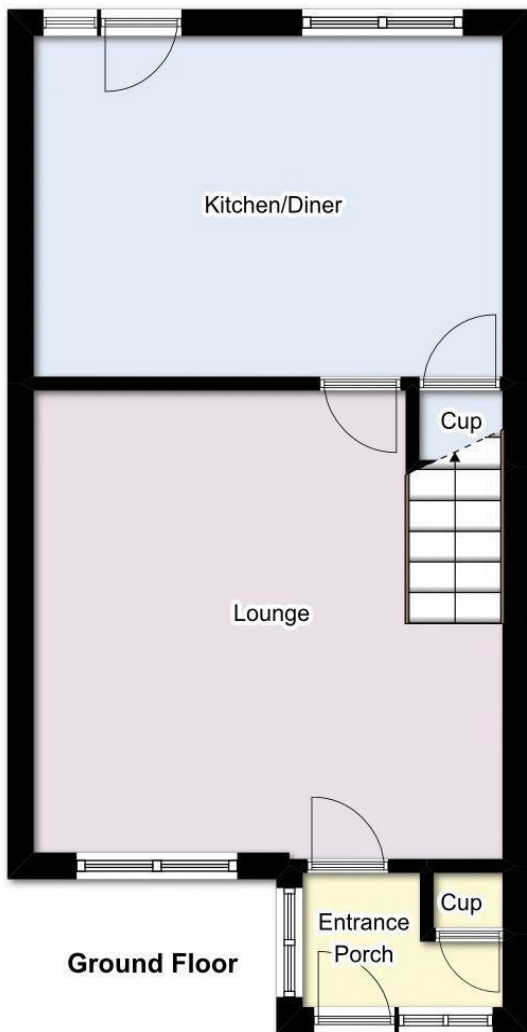 Kitchen/Diner
Cup
Lounge
Cup
Entrance
Porch
Ground Floor